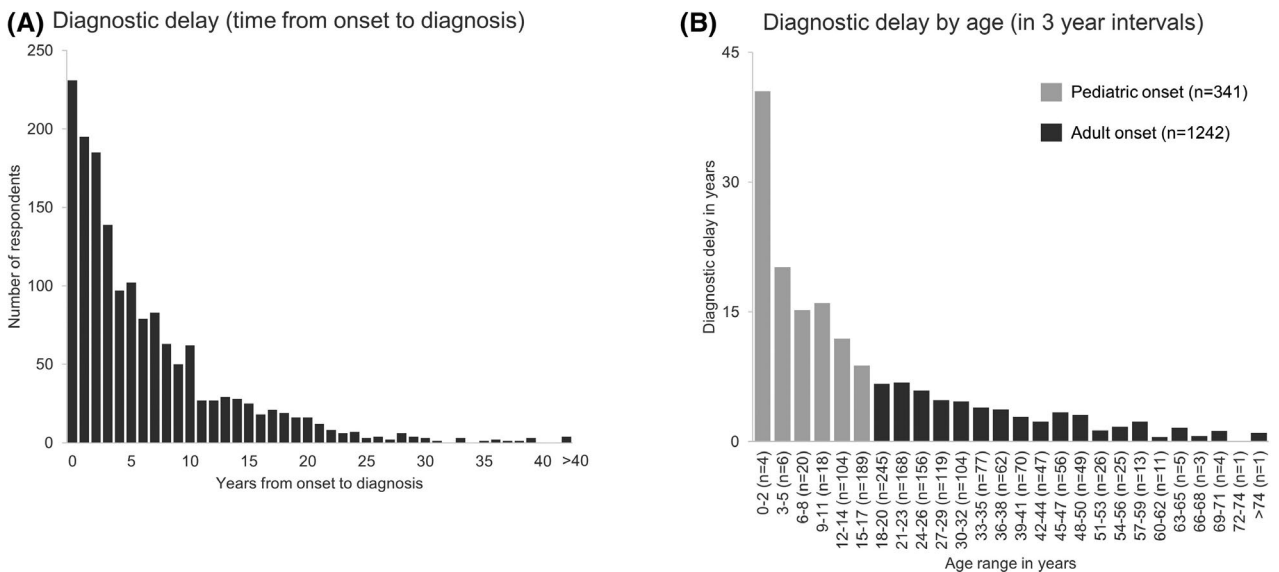 (A) Diagnostic delay (time from onset to diagnosis)
250
200
150
100
50
0
Number of respondents
0 5 10 15 20 25 30 35 40 >40
Years from onset to diagnosis
(B) Diagnostic delay by age (in 3 year intervals)
45
30
15
0
Diagnostic delay in years
Pediatric onset (n=341)
Adult onset (n=1242)
0-2 (n=4)
3-5 (n=6)
6-8 (n=20)
9-11 (n=18)
12-14 (n=104)
15-17 (n=189)
18-20 (n=245)
21-23 (n=168)
24-26 (n=156)
27-29 (n=119)
30-32 (n=104)
33-35 (n=77)
36-38 (n=62)
39-41 (n=70)
42-44 (n=47)
45-47 (n=56)
48-50 (n=49)
51-53 (n=26)
54-56 (n=25)
57-59 (n=13)
60-62 (n=11)
63-65 (n=5)
66-68 (n=3)
69-71 (n=4)
72-74 (n=1)
>74 (n=1)
Age range in years